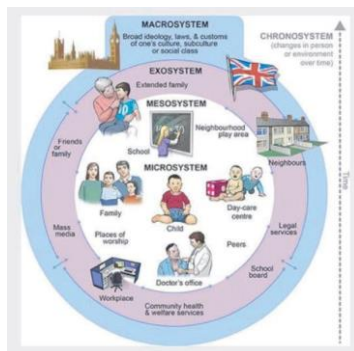 MACROSYSTEM
Broad ideology, laws, & customs
of one's culture, subculture
or social class
CHRONOSYSTEM
(changes in person
or environment
over time)
EXOSYSTEM
Extended family
MESOSYSTEM
Neighbourhood
play area
School
Friends
or
family
Neighbours
MICROSYSTEM
Family
Child
Day-care
centre
Time
Mass
media
Places of
worship
Peers
Legal
services
Doctor's office
School
board
Workplace
Community health
& welfare services